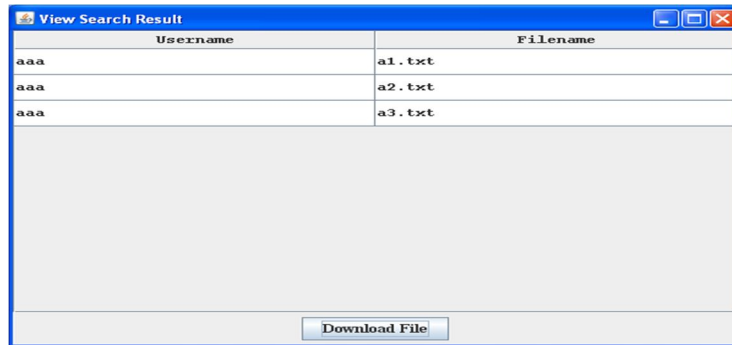 View Search Result
Username Filename
aaa a1.txt
aaa a2.txt
aaa a3.txt
Download File